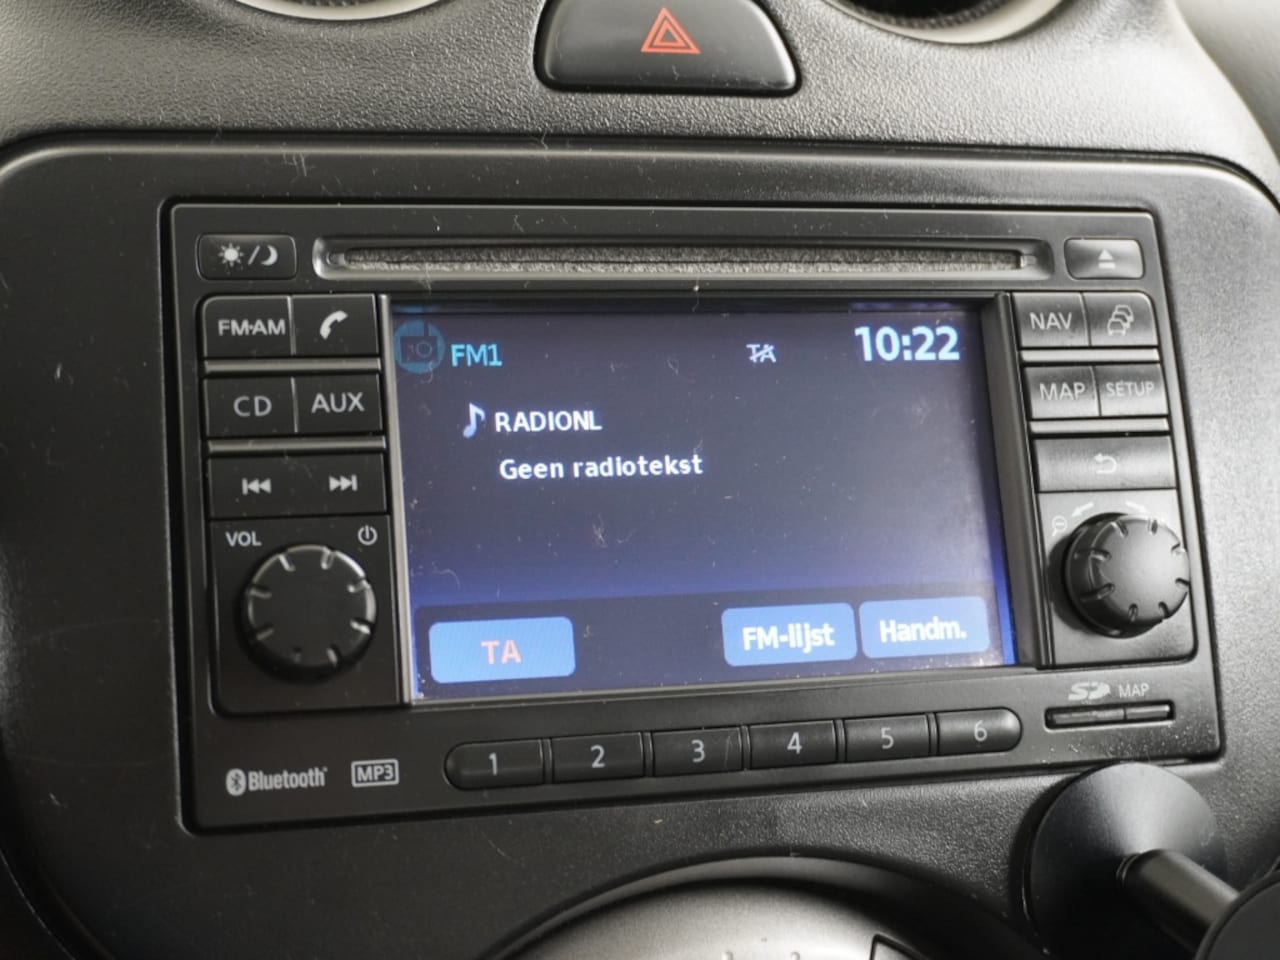 FM·AM
NAV
CD
AUX
MAP
SETUP
VOL
FM1
TA
10:22
RADIONL
Geen radiotekst
TA
FM-lijst
Handm.
SD MAP
1 2 3 4 5 6
Bluetooth
MP3